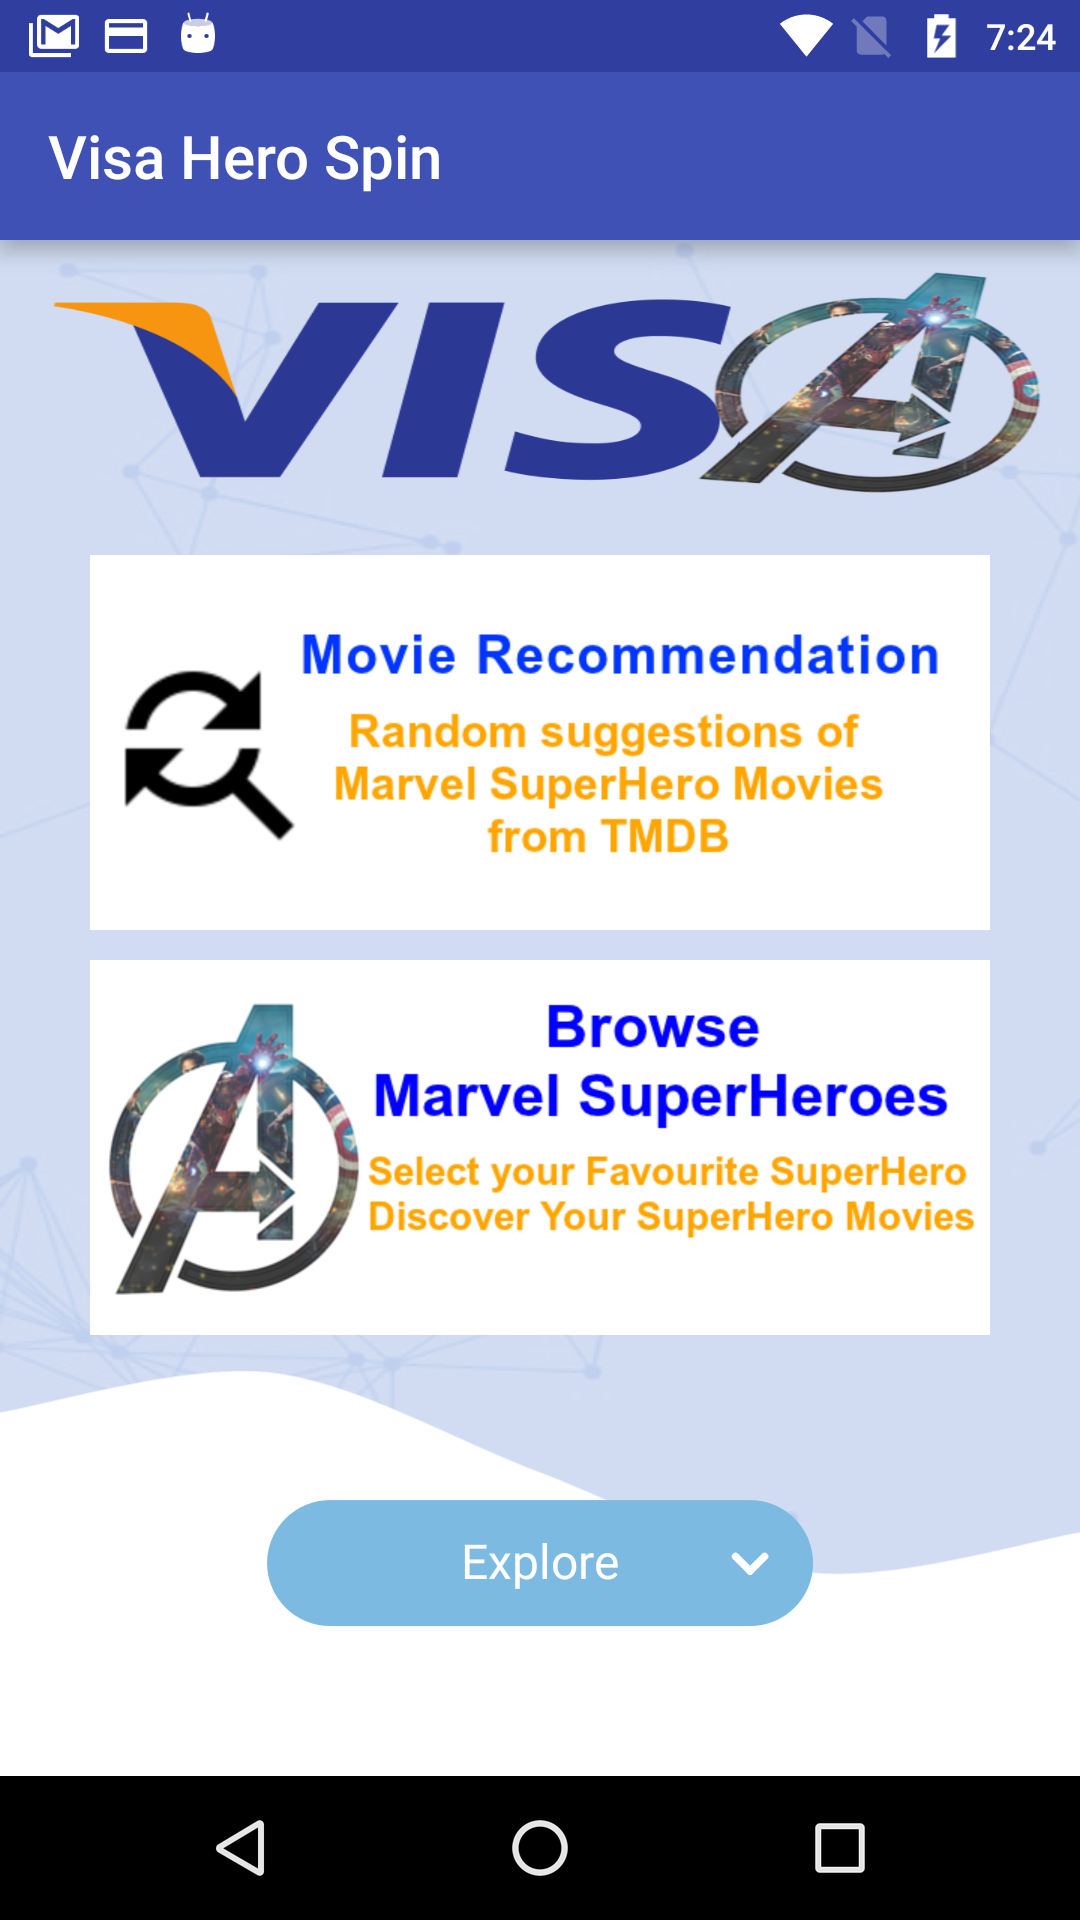 7:24
Visa Hero Spin
VISA
Movie Recommendation
Random suggestions of
Marvel SuperHero Movies
from TMDB
Browse
Marvel SuperHeroes
Select your Favourite SuperHero
Discover Your SuperHero Movies
Explore